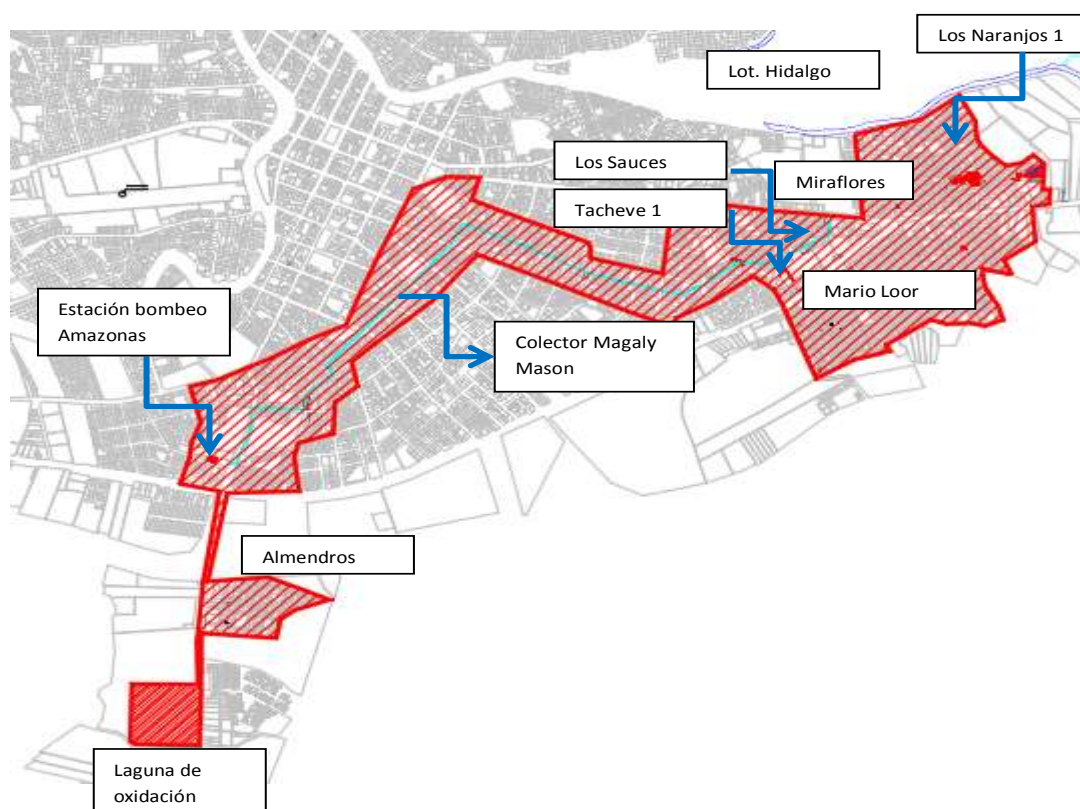 Los Naranjos 1
Lot. Hidalgo
Los Sauces
Miraflores
Tacheve 1
Mario Loor
Estación bombeo
Amazonas
Colector Magaly
Mason
Almendros
Laguna de
oxidación